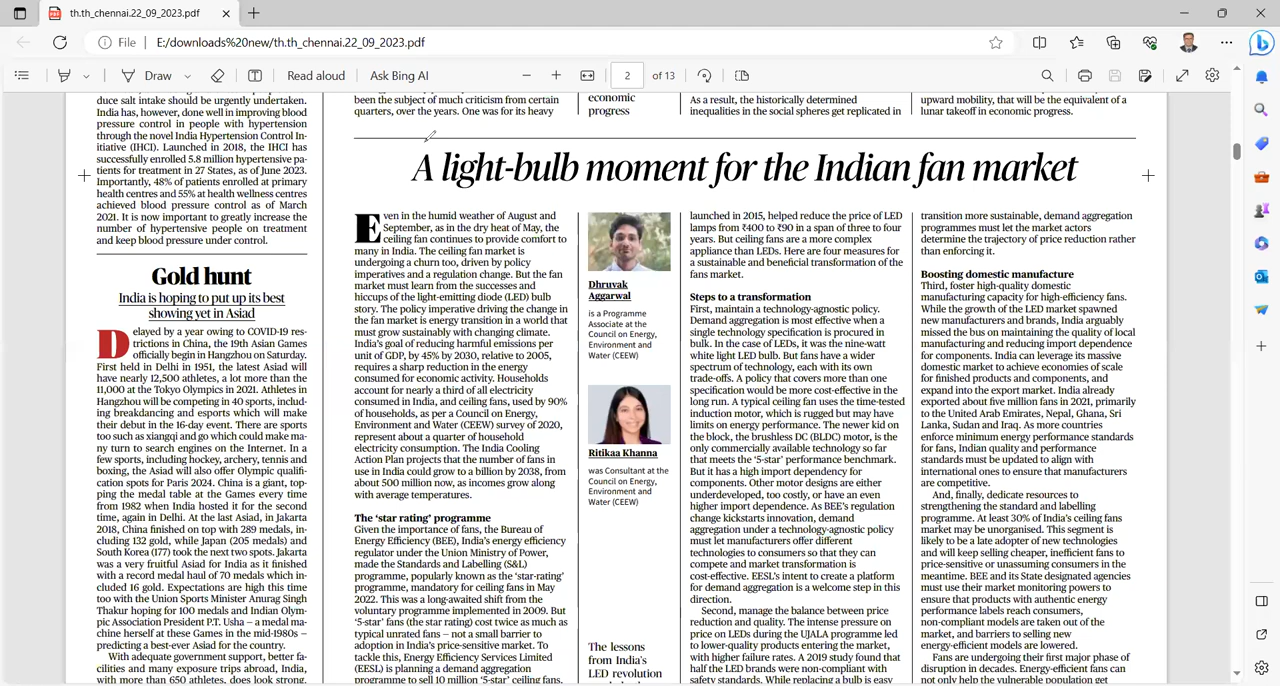 th.th_chennai.22_09_2023.pdf
File
E:/downloads%20new/th.th_chennai.22_09_2023.pdf
Draw
Read aloud
Ask Bing AI
2
of 13
duce salt intake should be urgently undertaken.
India has, however, done well in improving blood
pressure control in people with hypertension
through the novel India Hypertension Control In-
itiative (IHCI). Launched in 2018, the IHCI has
successfully enrolled 5.8 million hypertensive pa-
tients for treatment in 27 States, as of June 2023.
Importantly, 48% of patients enrolled at primary
health centres and 55% at health wellness centres
achieved blood pressure control as of March
2021. It is now important to greatly increase the
number of hypertensive people on treatment
and keep blood pressure under control.
Gold hunt
India is hoping to put up its best
showing yet in Asiad
Delayed by a year owing to COVID-19 res-
trictions in China, the 19th Asian Games
officially begin in Hangzhou on Saturday.
First held in Delhi in 1951, the latest Asiad will
have nearly 12,500 athletes, a lot more than the
11,000 at the Tokyo Olympics in 2021. Athletes in
Hangzhou will be competing in 40 sports, includ-
ing breakdancing and esports which will make
their debut in the 16-day event. There are sports
too such as xiangqi and go which could make ma-
ny turn to search engines on the Internet. In a
few sports, including hockey, archery, tennis and
boxing, the Asiad will also offer Olympic qualifi-
cation spots for Paris 2024. China is a giant, top-
ping the medal table at the Games every time
from 1982 when India hosted it for the second
time, again in Delhi. At the last Asiad, in Jakarta
2018, China finished on top with 289 medals, in-
cluding 132 gold, while Japan (205 medals) and
South Korea (177) took the next two spots. Jakarta
was a very fruitful Asiad for India as it finished
with a record medal haul of 70 medals which in-
cluded 16 gold. Expectations are high this time
too with the Union Sports Minister Anurag Singh
Thakur hoping for 100 medals and Indian Olym-
pic Association President P.T. Usha – a medal ma-
chine herself at these Games in the mid-1980s –
predicting a best-ever Asiad for the country.
With adequate government support, better fa-
cilities and many exposure trips abroad, India,
with more than 650 athletes, does look strong.
been the subject of much criticism from certain
quarters, over the years. One was for its heavy
economic
progress
As a result, the historically determined
inequalities in the social spheres get replicated in
upward mobility, that will be the equivalent of a
lunar takeoff in economic progress.
A light-bulb moment for the Indian fan market
Even in the humid weather of August and
September, as in the dry heat of May, the
ceiling fan continues to provide comfort to
many in India. The ceiling fan market is
undergoing a churn too, driven by policy
imperatives and a regulation change. But the fan
market must learn from the successes and
hiccups of the light-emitting diode (LED) bulb
story. The policy imperative driving the change in
the fan market is energy transition in a world that
must grow sustainably with changing climate.
India's goal of reducing harmful emissions per
unit of GDP, by 45% by 2030, relative to 2005,
requires a sharp reduction in the energy
consumed for economic activity. Households
account for nearly a third of all electricity
consumed in India, and ceiling fans, used by 90%
of households, as per a Council on Energy,
Environment and Water (CEEW) survey of 2020,
represent about a quarter of household
electricity consumption. The India Cooling
Action Plan projects that the number of fans in
use in India could grow to a billion by 2038, from
about 500 million now, as incomes grow along
with average temperatures.
The 'star rating' programme
Given the importance of fans, the Bureau of
Energy Efficiency (BEE), India's energy efficiency
regulator under the Union Ministry of Power,
made the Standards and Labelling (S&L)
programme, popularly known as the 'star-rating'
programme, mandatory for ceiling fans in May
2022. This was a long-awaited shift from the
voluntary programme implemented in 2009. But
'5-star' fans (the star rating) cost twice as much as
typical unrated fans – not a small barrier to
adoption in India's price-sensitive market. To
tackle this, Energy Efficiency Services Limited
(EESL) is planning a demand aggregation
programme to sell 10 million '5-star' ceiling fans.
Dhruvak
Aggarwal
is a Programme
Associate at the
Council on Energy,
Environment and
Water (CEEW)
Ritikaa Khanna
was Consultant at the
Council on Energy,
Environment and
Water (CEEW)
The lessons
from India's
LED revolution
launched in 2015, helped reduce the price of LED
lamps from ₹400 to ₹90 in a span of three to four
years. But ceiling fans are a more complex
appliance than LEDs. Here are four measures for
a sustainable and beneficial transformation of the
fans market.
Steps to a transformation
First, maintain a technology-agnostic policy.
Demand aggregation is most effective when a
single technology specification is procured in
bulk. In the case of LEDs, it was the nine-watt
white light LED bulb. But fans have a wider
spectrum of technology, each with its own
trade-offs. A policy that covers more than one
specification would be more cost-effective in the
long run. A typical ceiling fan uses the time-tested
induction motor, which is rugged but may have
limits on energy performance. The newer kid on
the block, the brushless DC (BLDC) motor, is the
only commercially available technology so far
that meets the '5-star' performance benchmark.
But it has a high import dependency for
components. Other motor designs are either
underdeveloped, too costly, or have an even
higher import dependency. As BEE's regulation
change kickstarts innovation, demand
aggregation under a technology-agnostic policy
must let manufacturers offer different
technologies to consumers so that they can
compete and market transformation is
cost-effective. EESL's intent to create a platform
for demand aggregation is a welcome step in this
direction.
Second, manage the balance between price
reduction and quality. The intense pressure on
price on LEDs during the UJALA programme led
to lower-quality products entering the market,
with higher failure rates. A 2019 study found that
half the LED brands were non-compliant with
safety standards. While replacing a bulb is easy
transition more sustainable, demand aggregation
programmes must let the market actors
determine the trajectory of price reduction rather
than enforcing it.
Boosting domestic manufacture
Third, foster high-quality domestic
manufacturing capacity for high-efficiency fans.
While the growth of the LED market spawned
new manufacturers and brands, India arguably
missed the bus on maintaining the quality of local
manufacturing and reducing import dependence
for components. India can leverage its massive
domestic market to achieve economies of scale
for finished products and components, and
expand into the export market. India already
exported about five million fans in 2021, primarily
to the United Arab Emirates, Nepal, Ghana, Sri
Lanka, Sudan and Iraq. As more countries
enforce minimum energy performance standards
for fans, Indian quality and performance
standards must be updated to align with
international ones to ensure that manufacturers
are competitive.
And, finally, dedicate resources to
strengthening the standard and labelling
programme. At least 30% of India's ceiling fans
market may be unorganised. This segment is
likely to be a late adopter of new technologies
and will keep selling cheaper, inefficient fans to
price-sensitive or unassuming consumers in the
meantime. BEE and its State designated agencies
must use their market monitoring powers to
ensure that products with authentic energy
performance labels reach consumers,
non-compliant models are taken out of the
market, and barriers to selling new
energy-efficient models are lowered.
Fans are undergoing their first major phase of
disruption in decades. Energy-efficient fans can
not only help the vulnerable population get